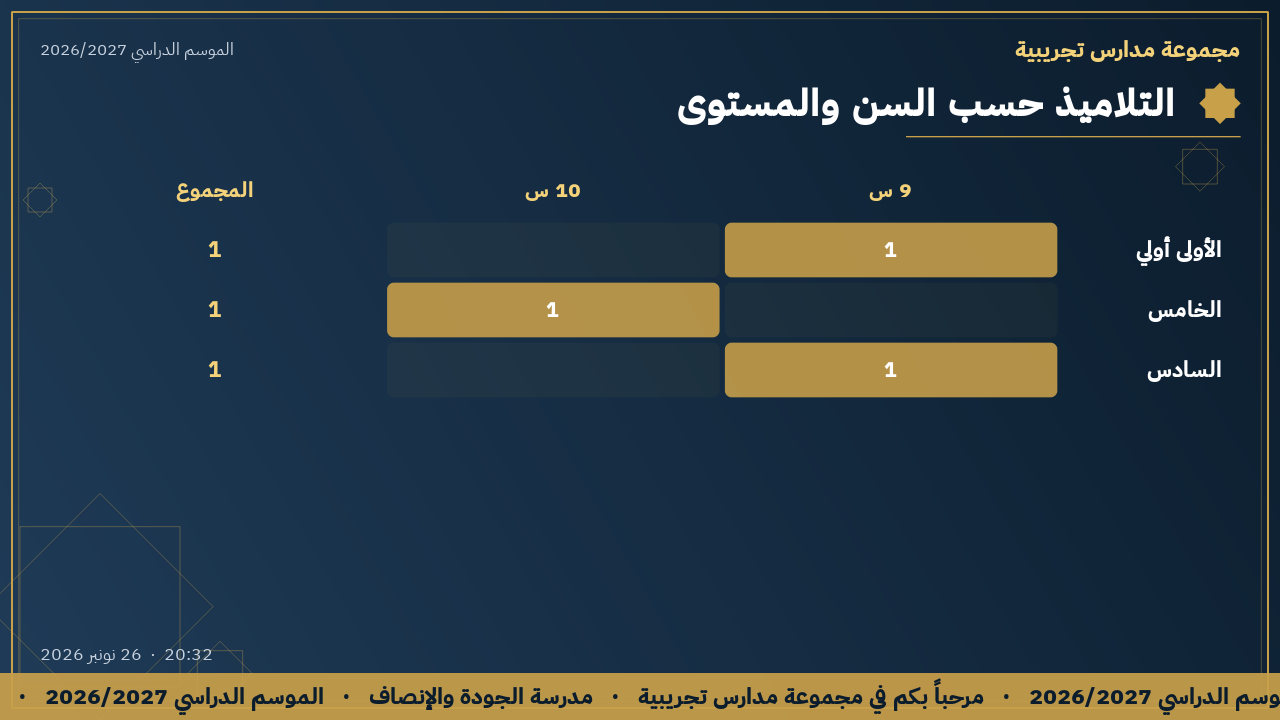 مجموعة مدارس تجريبية
الموسم الدراسي 2026/2027
التلاميذ حسب السن والمستوى
9 س 10 س المجموع
الأولى أولي 1 1
الخامس 1 1
السادس 1 1
20:32 · 26 نونبر 2026
وسم الدراسي 2026/2027 · مرحباً بكم في مجموعة مدارس تجريبية · مدرسة الجودة والإنصاف · الموسم الدراسي 2026/2027 ·